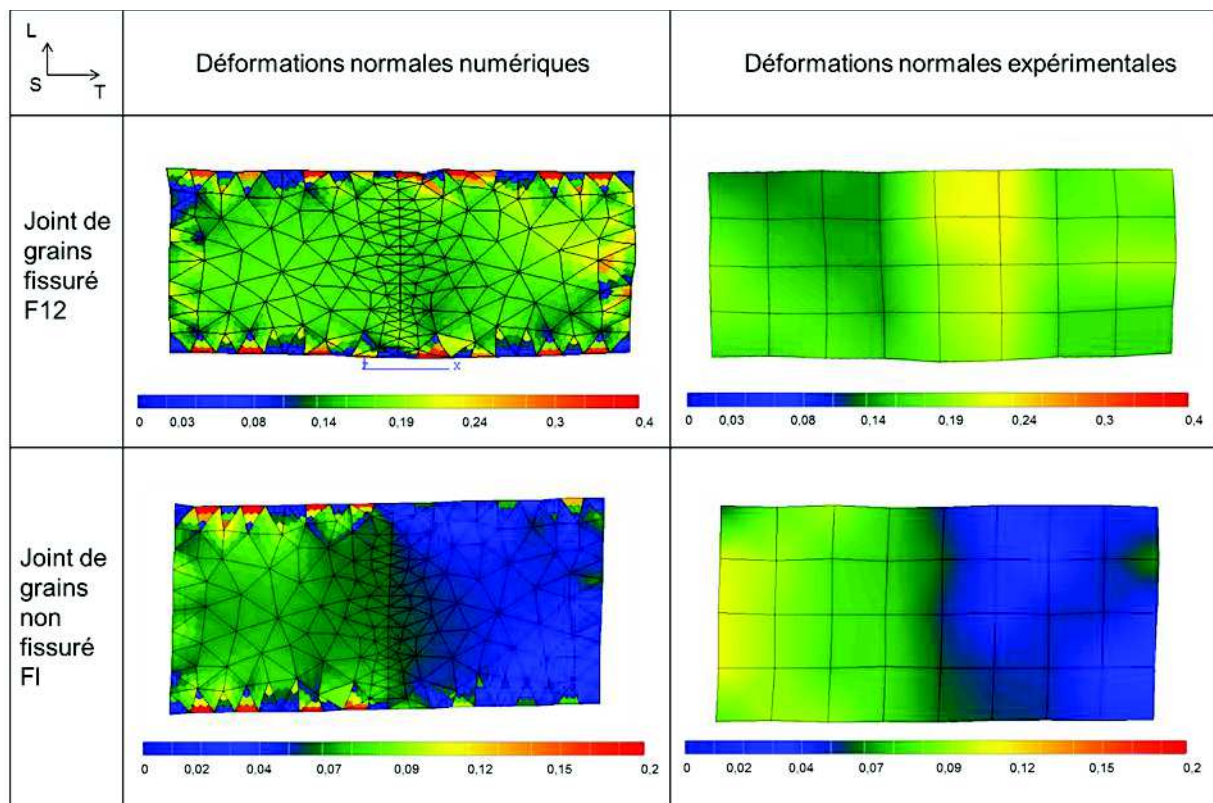 L
S
T
Déformations normales numériques
Déformations normales expérimentales
Joint de
grains
fissuré
F12
z x
0 0,03 0,08 0,14 0,19 0,24 0,3 0,4
0 0,03 0,08 0,14 0,19 0,24 0,3 0,4
Joint de
grains
non
fissuré
FI
0 0,02 0,04 0,07 0,09 0,12 0,15 0,2
0 0,02 0,04 0,07 0,09 0,12 0,15 0,2